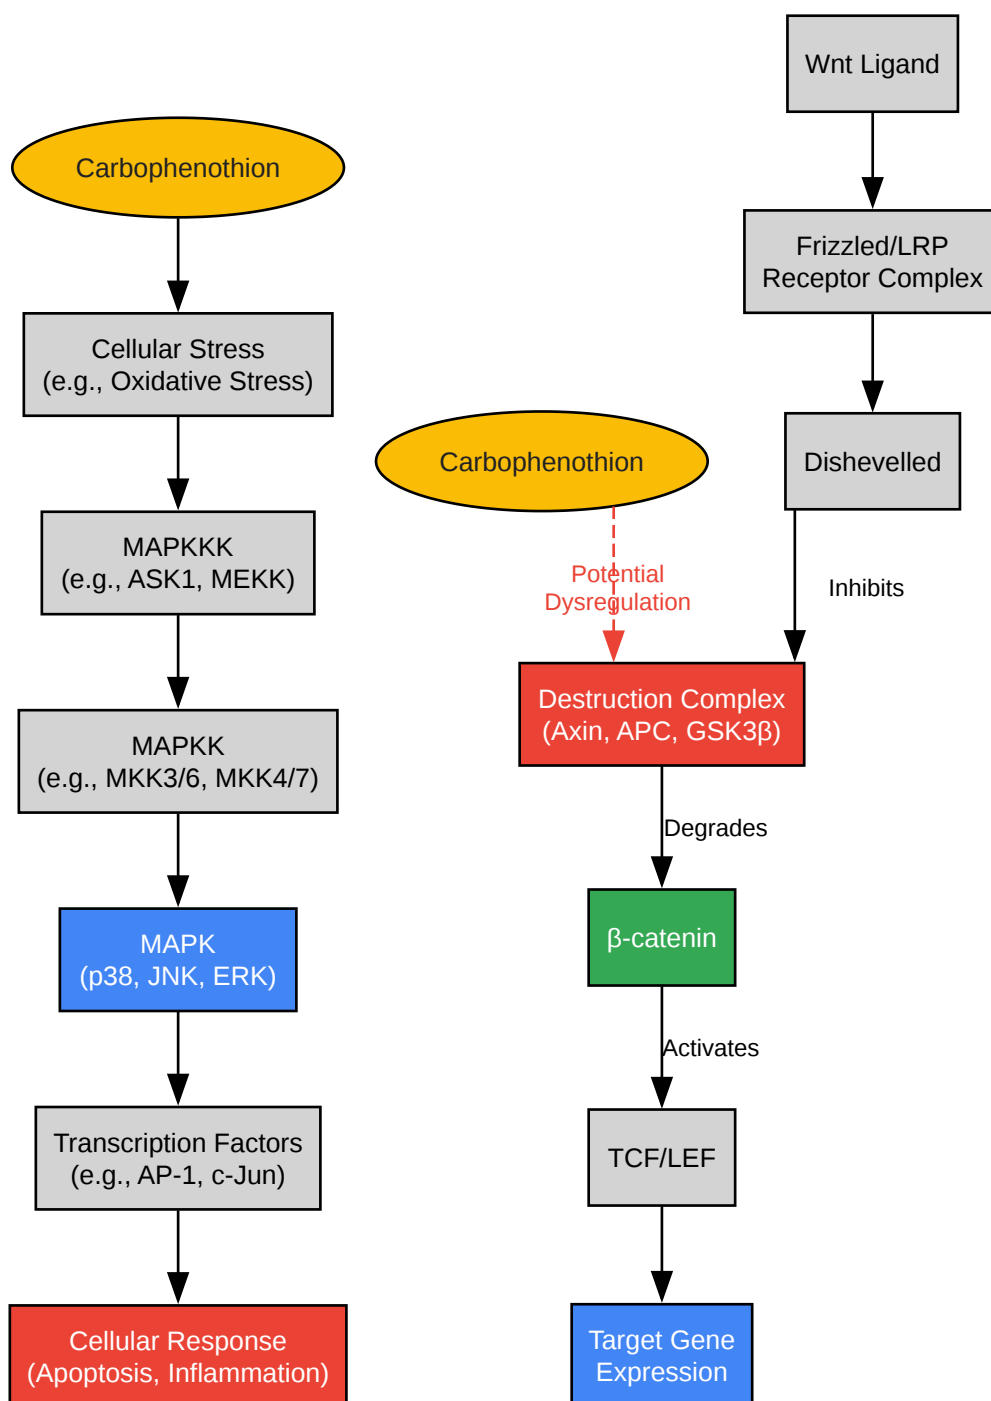 Carbophenothion
Cellular Stress
(e.g., Oxidative Stress)
MAPKKK
(e.g., ASK1, MEKK)
MAPKK
(e.g., MKK3/6, MKK4/7)
MAPK
(p38, JNK, ERK)
Transcription Factors
(e.g., AP-1, c-Jun)
Cellular Response
(Apoptosis, Inflammation)
Wnt Ligand
Frizzled/LRP
Receptor Complex
Dishevelled
Inhibits
Carbophenothion
Potential
Dysregulation
Destruction Complex
(Axin, APC, GSK3β)
Degrades
β-catenin
Activates
TCF/LEF
Target Gene
Expression